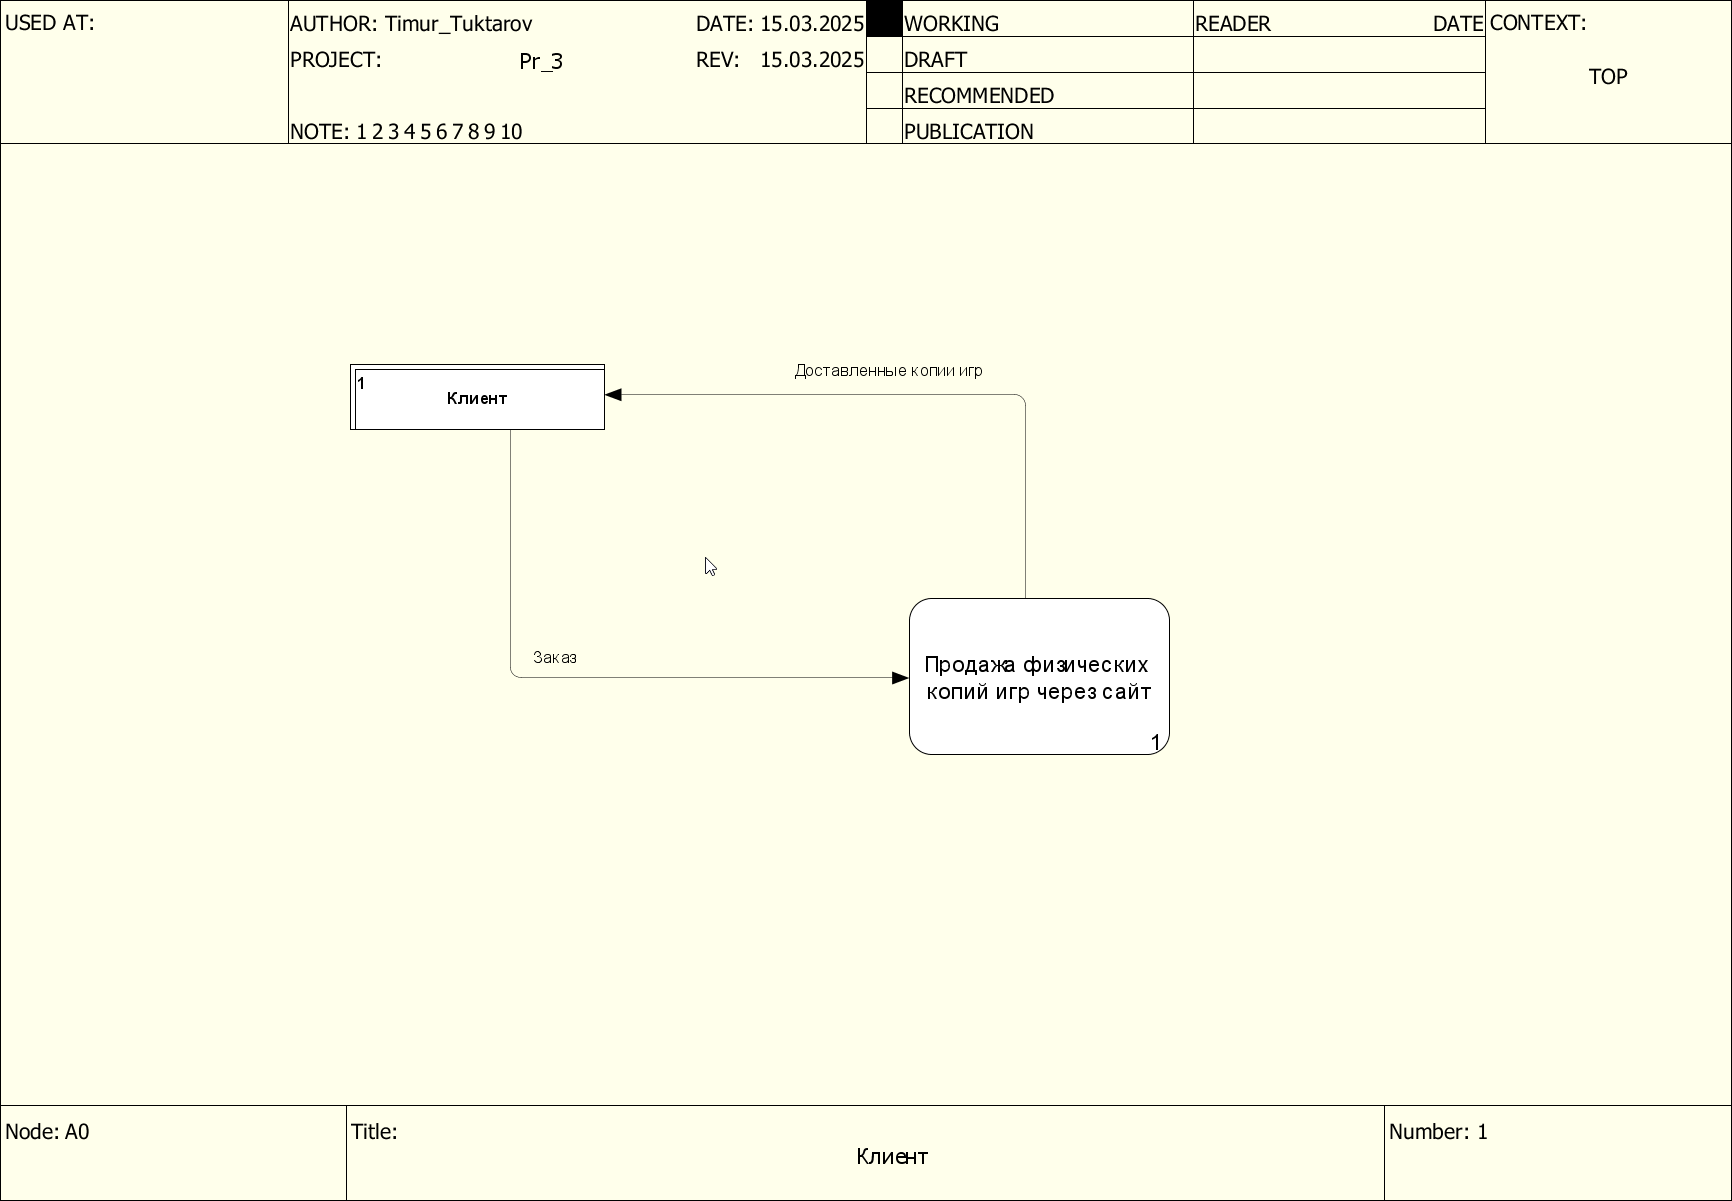 USED AT:
AUTHOR: Timur_Tuktarov
DATE: 15.03.2025
PROJECT: Pr_3
REV: 15.03.2025
NOTE: 1 2 3 4 5 6 7 8 9 10
WORKING
DRAFT
RECOMMENDED
PUBLICATION
READER DATE
CONTEXT:
TOP
1
Клиент
Доставленные копии игр
Заказ
Продажа физических
копий игр через сайт
1
Node: A0
Title:
Клиент
Number: 1